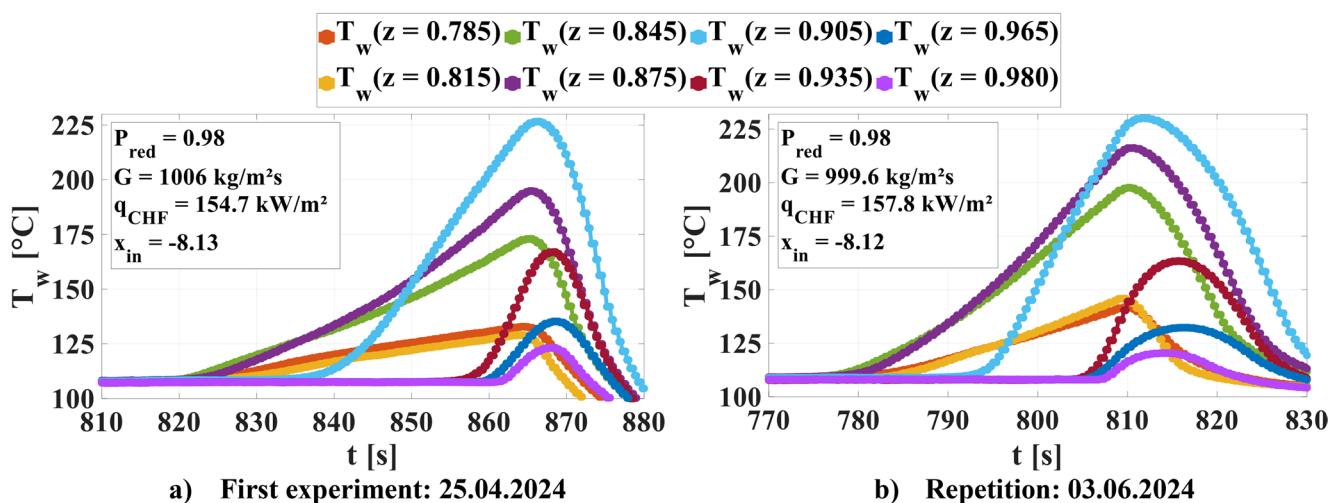 T_w(z = 0.785) T_w(z = 0.845) T_w(z = 0.905) T_w(z = 0.965)
T_w(z = 0.815) T_w(z = 0.875) T_w(z = 0.935) T_w(z = 0.980)
225
200
175
150
125
100
T_w [°C]
P_red = 0.98
G = 1006 kg/m²s
q_CHF = 154.7 kW/m²
x_in = -8.13
810 820 830 840 850 860 870 880
t [s]
a) First experiment: 25.04.2024
225
200
175
150
125
100
T_w [°C]
P_red = 0.98
G = 999.6 kg/m²s
q_CHF = 157.8 kW/m²
x_in = -8.12
770 780 790 800 810 820 830
t [s]
b) Repetition: 03.06.2024